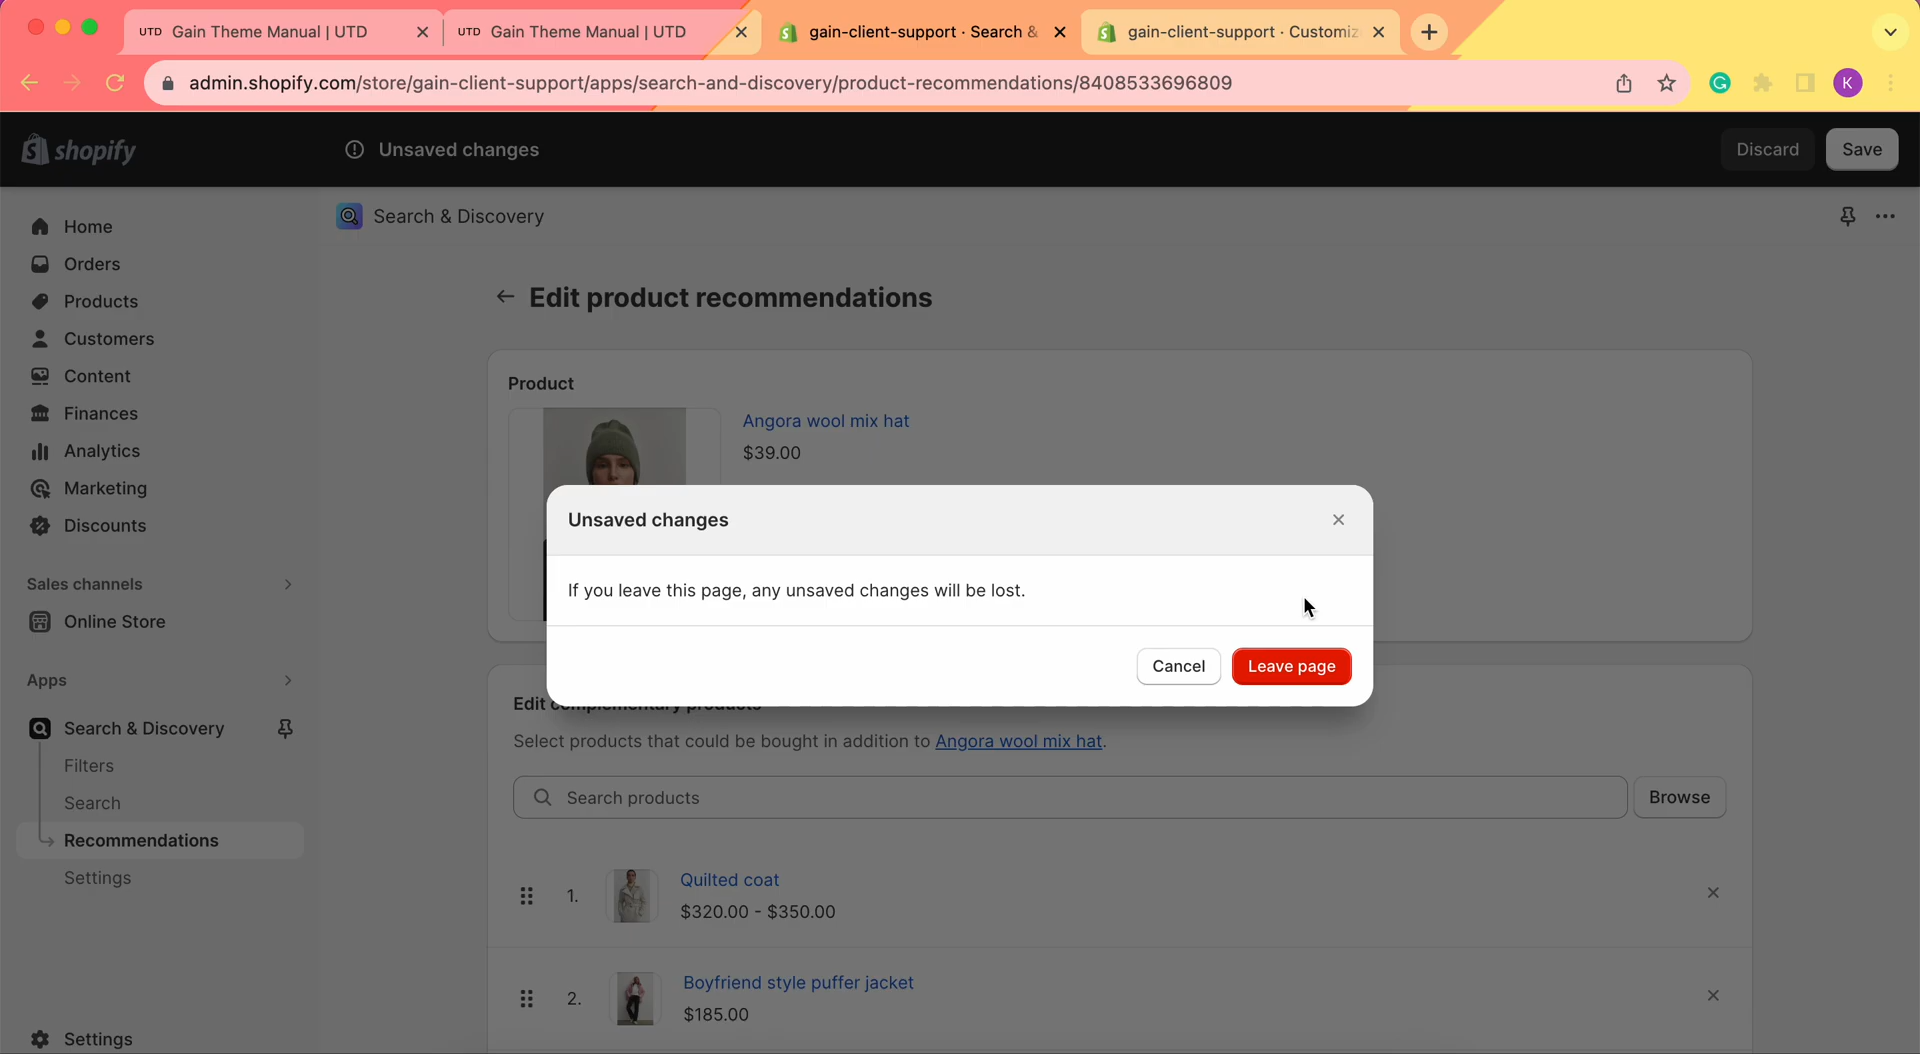 UTD Gain Theme Manual | UTD
UTD Gain Theme Manual | UTD
gain-client-support · Search &
gain-client-support · Customiz
admin.shopify.com/store/gain-client-support/apps/search-and-discovery/product-recommendations/8408533696809
K
shopify
Unsaved changes
Discard
Save
Home
Orders
Products
Customers
Content
Finances
Analytics
Marketing
Discounts
Sales channels
Online Store
Apps
Search & Discovery
Filters
Search
Recommendations
Settings
Settings
Search & Discovery
Edit product recommendations
Product
Angora wool mix hat
$39.00
Unsaved changes
If you leave this page, any unsaved changes will be lost.
Cancel
Leave page
Edit complementary products
Select products that could be bought in addition to Angora wool mix hat.
Search products
Browse
1.
Quilted coat
$320.00 - $350.00
2.
Boyfriend style puffer jacket
$185.00